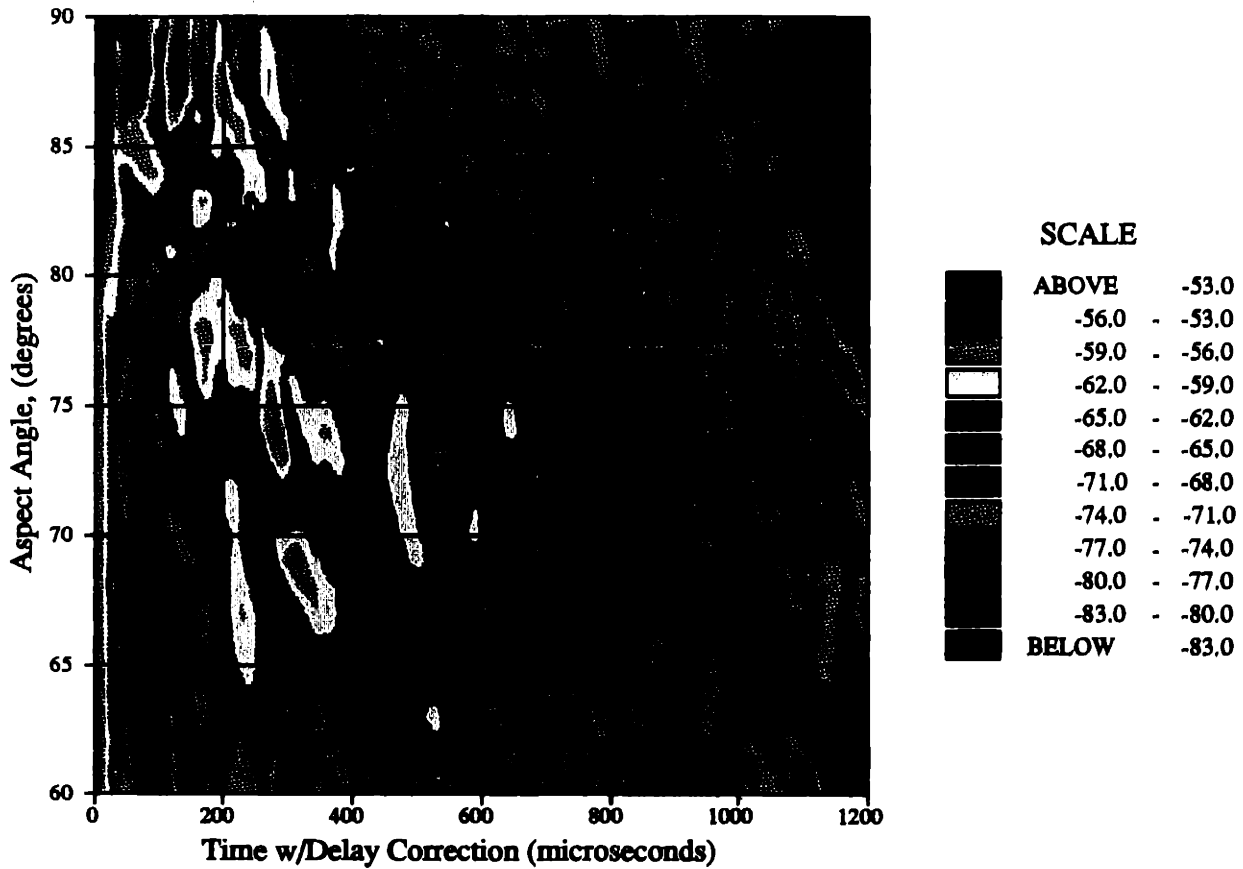 90
85
80
75
70
65
60
Aspect Angle, (degrees)
0 200 400 600 800 1000 1200
Time w/Delay Correction (microseconds)
SCALE
ABOVE -53.0
-56.0 - -53.0
-59.0 - -56.0
-62.0 - -59.0
-65.0 - -62.0
-68.0 - -65.0
-71.0 - -68.0
-74.0 - -71.0
-77.0 - -74.0
-80.0 - -77.0
-83.0 - -80.0
BELOW -83.0